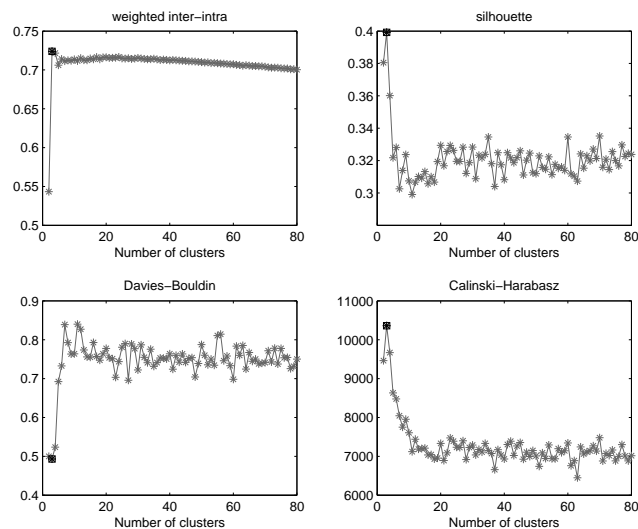 weighted inter−intra
0.75
0.7
0.65
0.6
0.55
0.5
0 20 40 60 80
Number of clusters
silhouette
0.4
0.38
0.36
0.34
0.32
0.3
0 20 40 60 80
Number of clusters
Davies−Bouldin
0.9
0.8
0.7
0.6
0.5
0.4
0 20 40 60 80
Number of clusters
Calinski−Harabasz
11000
10000
9000
8000
7000
6000
0 20 40 60 80
Number of clusters